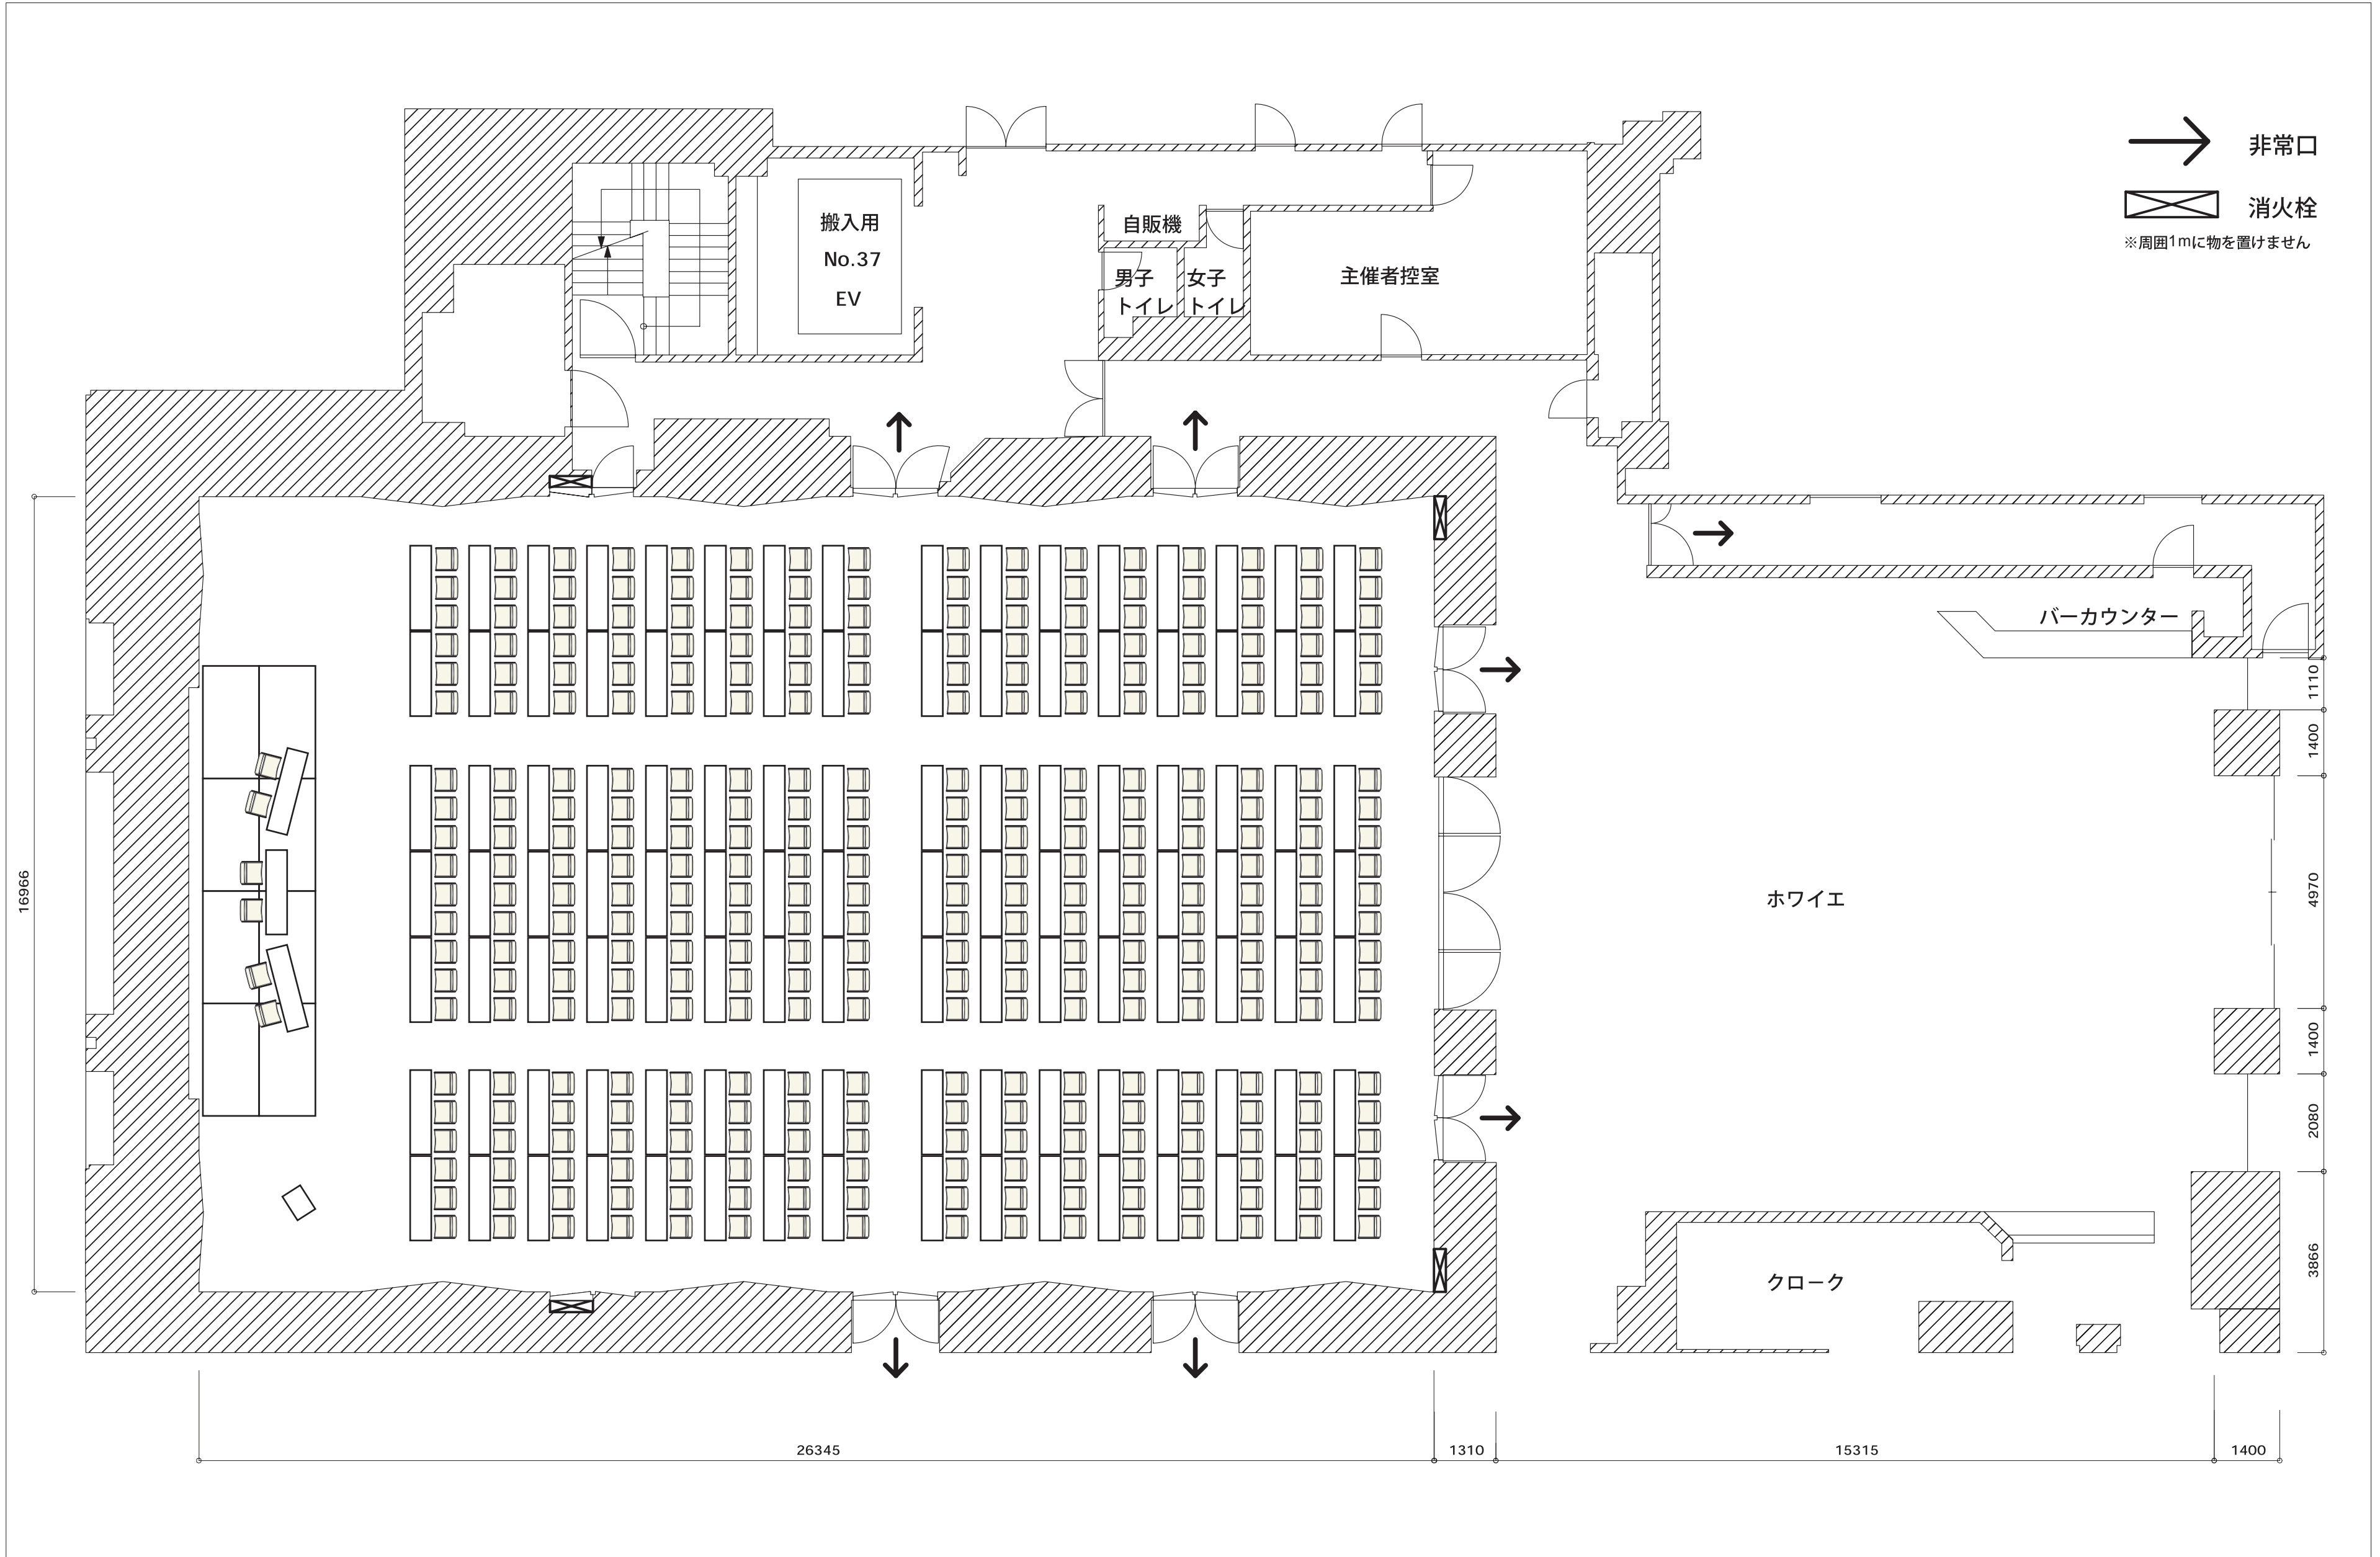 非常口
消火栓
※周囲1mに物を置けません
搬入用
No.37
EV
自販機
男子
トイレ
女子
トイレ
主催者控室
バーカウンター
ホワイエ
クローク
16966
1110
1400
4970
1400
2080
3866
26345
1310
15315
1400